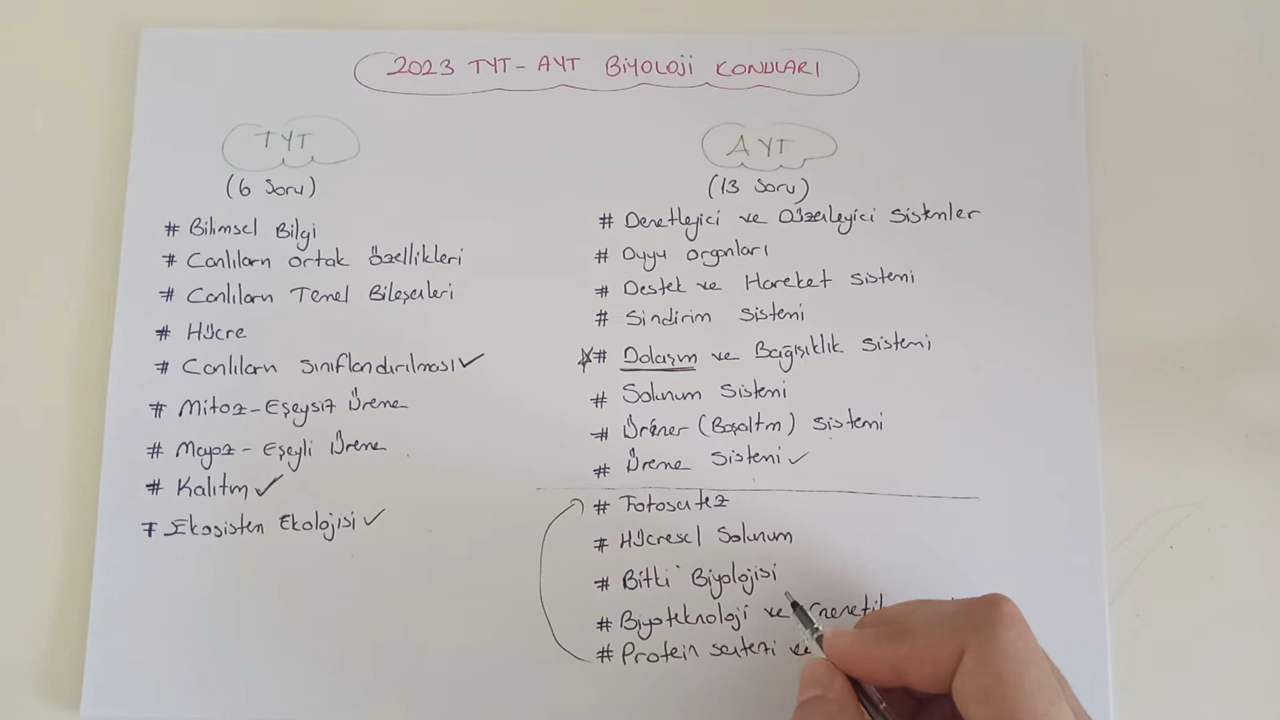 2023 TYT-AYT BİYOLOJİ KONULARI
TYT
(6 Soru)
# Bilimsel Bilgi
# Canlıların ortak özellikleri
# Canlıların Temel Bileşenleri
# Hücre
# Canlıların sınıflandırılması ✓
# Mitoz-Eşeysiz Üreme
# Mayoz-Eşeyli Üreme
# Kalıtım ✓
# Ekosistem Ekolojisi ✓
AYT
(13 Soru)
# Denetleyici ve Düzenleyici Sistemler
# Duyu organları
# Destek ve Hareket sistemi
# Sindirim sistemi
☆# Dolaşım ve Bağışıklık sistemi
# Solunum Sistemi
# Üriner (Boşaltım) Sistemi
# Üreme Sistemi ✓
# Fotosentez
# Hücresel Solunum
# Bitki Biyolojisi
# Biyoteknoloji ve
# Protein sentezi ve